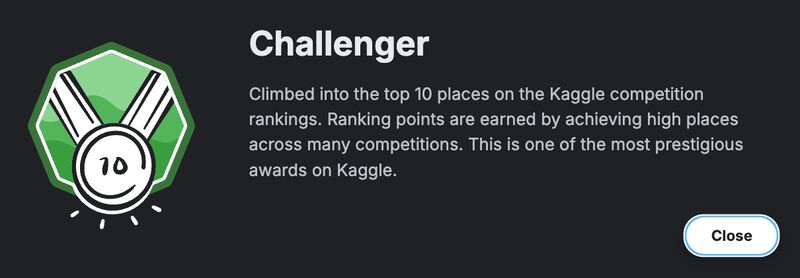 Challenger
Climbed into the top 10 places on the Kaggle competition
rankings. Ranking points are earned by achieving high places
across many competitions. This is one of the most prestigious
awards on Kaggle.
10
Close